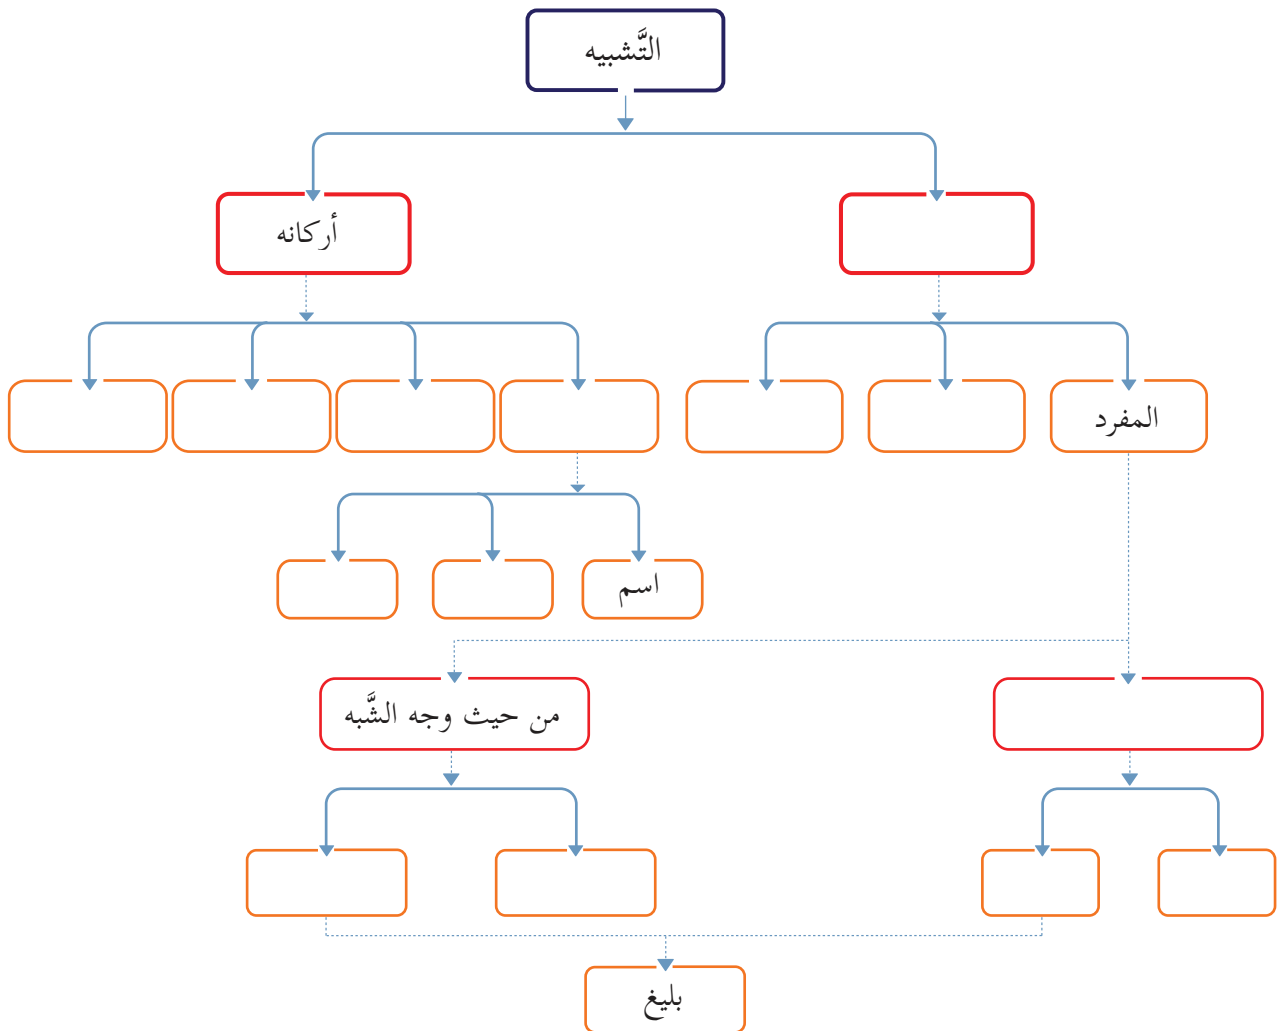 التَّشبيه
أركانه
المفرد
اسم
من حيث وجه الشَّبه
بليغ